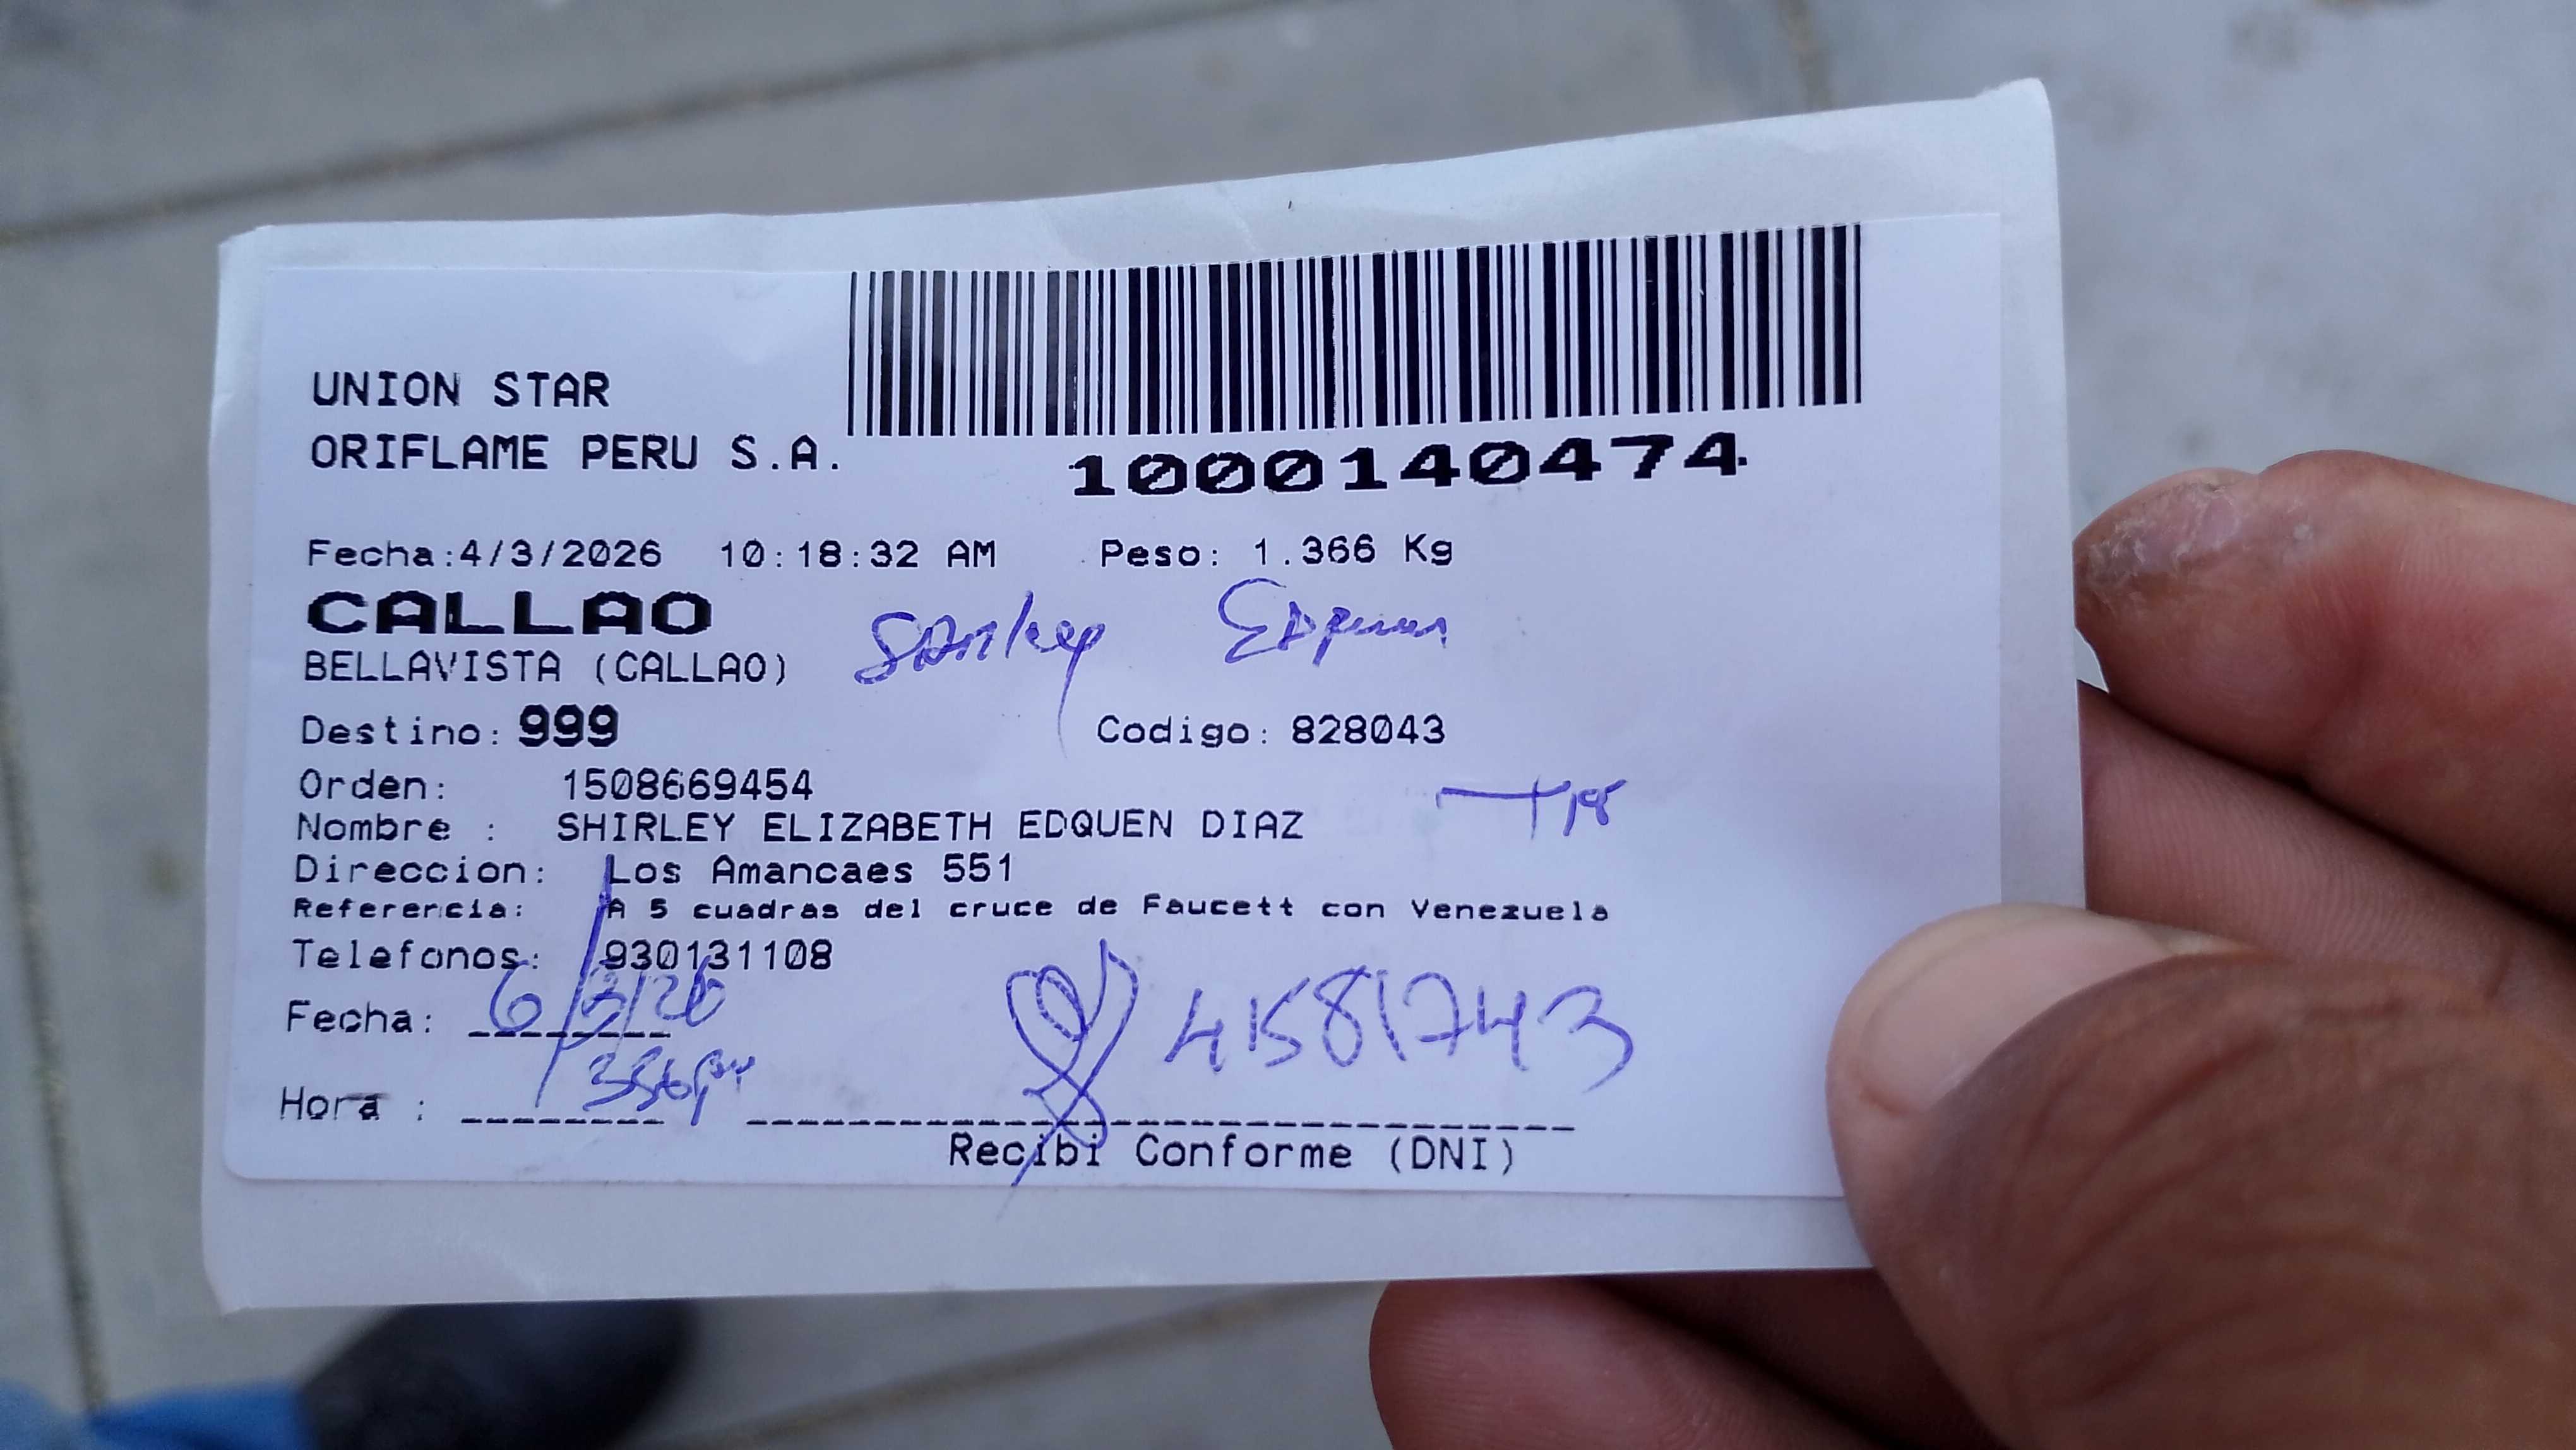 UNION STAR
ORIFLAME PERU S.A.
1000140474
Fecha:4/3/2026 10:18:32 AM Peso: 1.366 Kg
CALLAO
BELLAVISTA (CALLAO)
Destino: 999 Codigo: 828043
Orden: 1508669454
Nombre : SHIRLEY ELIZABETH EDQUEN DIAZ
Direccion: Los Amancaes 551
Referencia: A 5 cuadras del cruce de Faucett con Venezuela
Telefonos: 930131108
Fecha: 6/3/26
41581743
Hora :
Recibi Conforme (DNI)